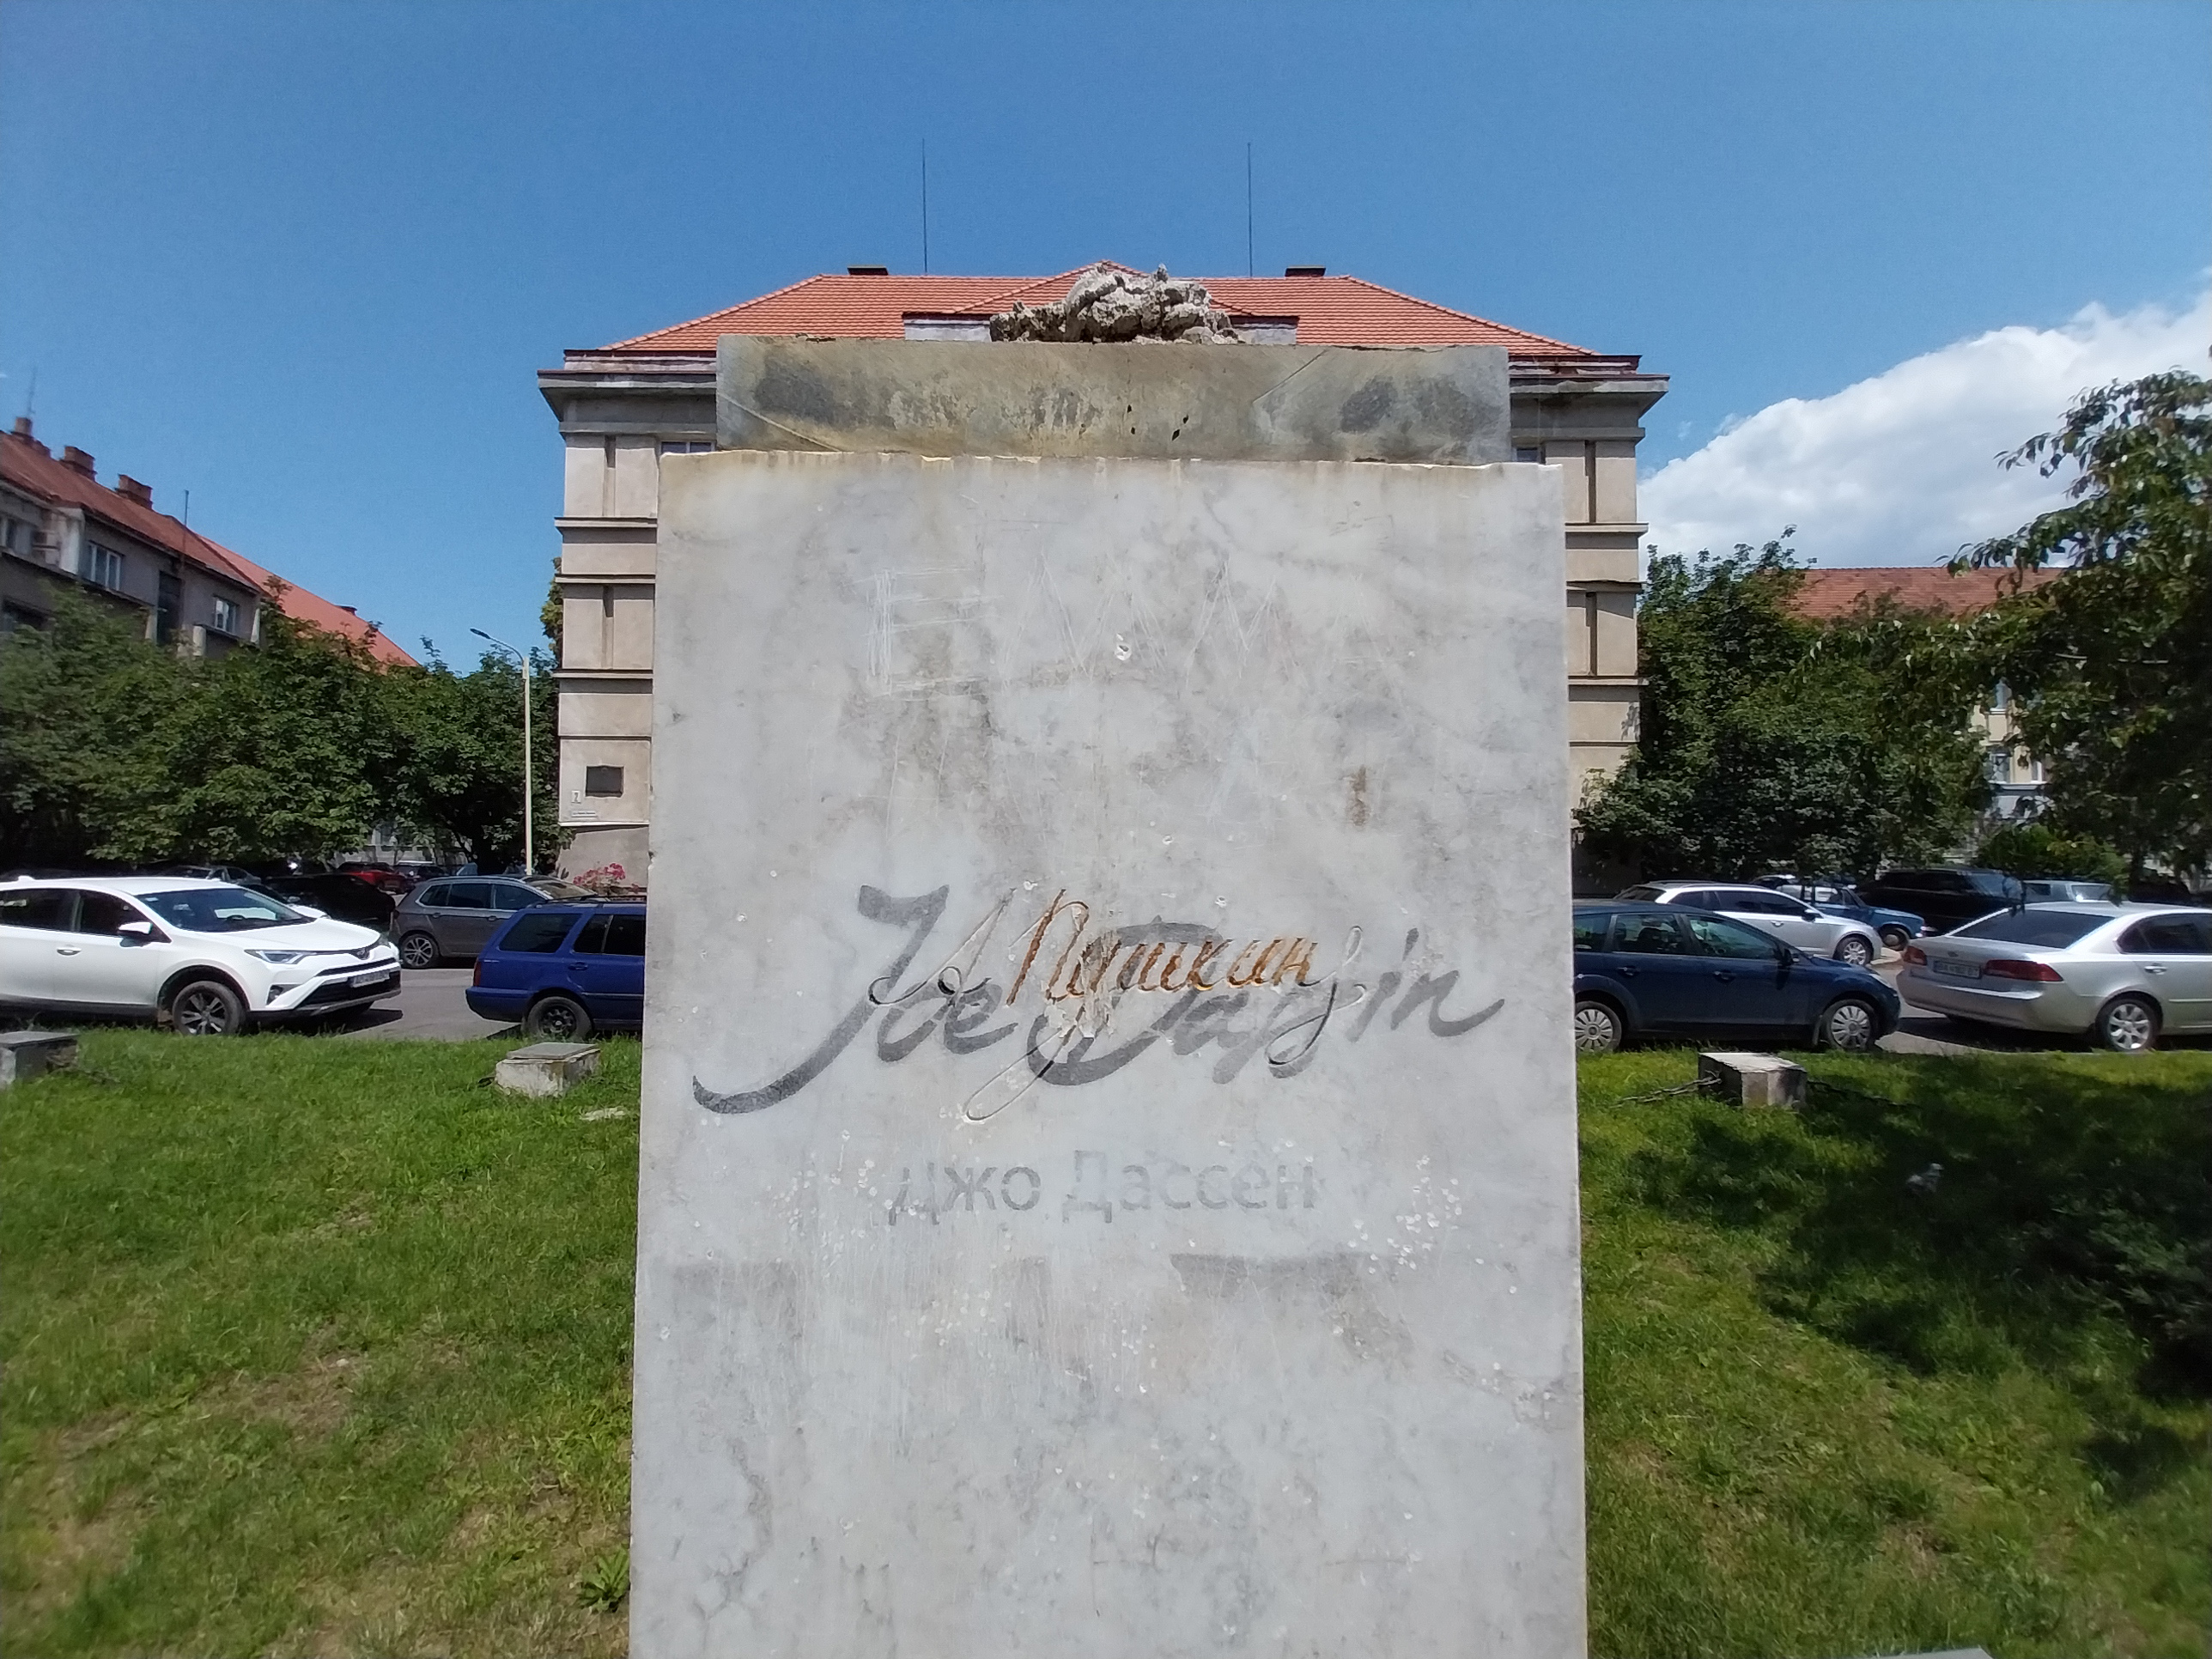 Joe Dassin
А Пушкин
Джо Дассен